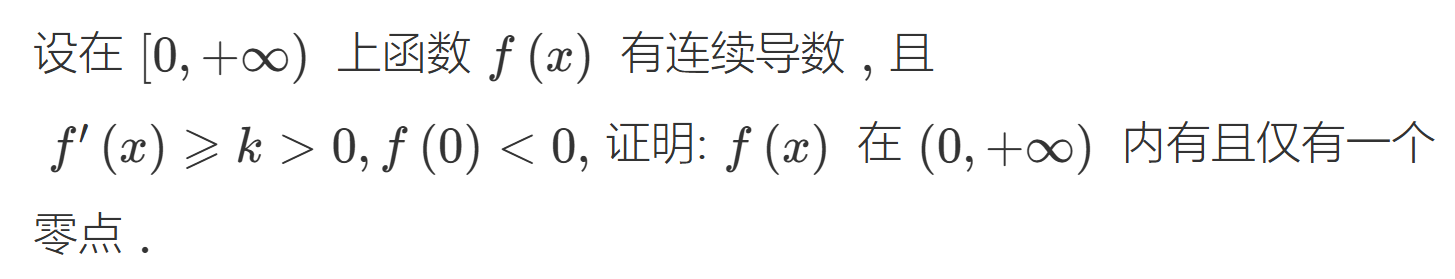 设在 [0, +∞) 上函数 f (x) 有连续导数 , 且
f′ (x) ⩾ k > 0, f (0) < 0, 证明: f (x) 在 (0, +∞) 内有且仅有一个
零点 .